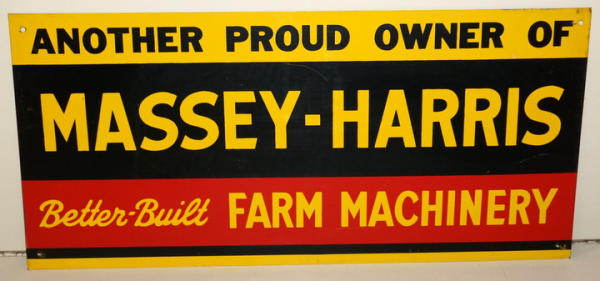 ANOTHER PROUD OWNER OF
MASSEY-HARRIS
Better-Built FARM MACHINERY